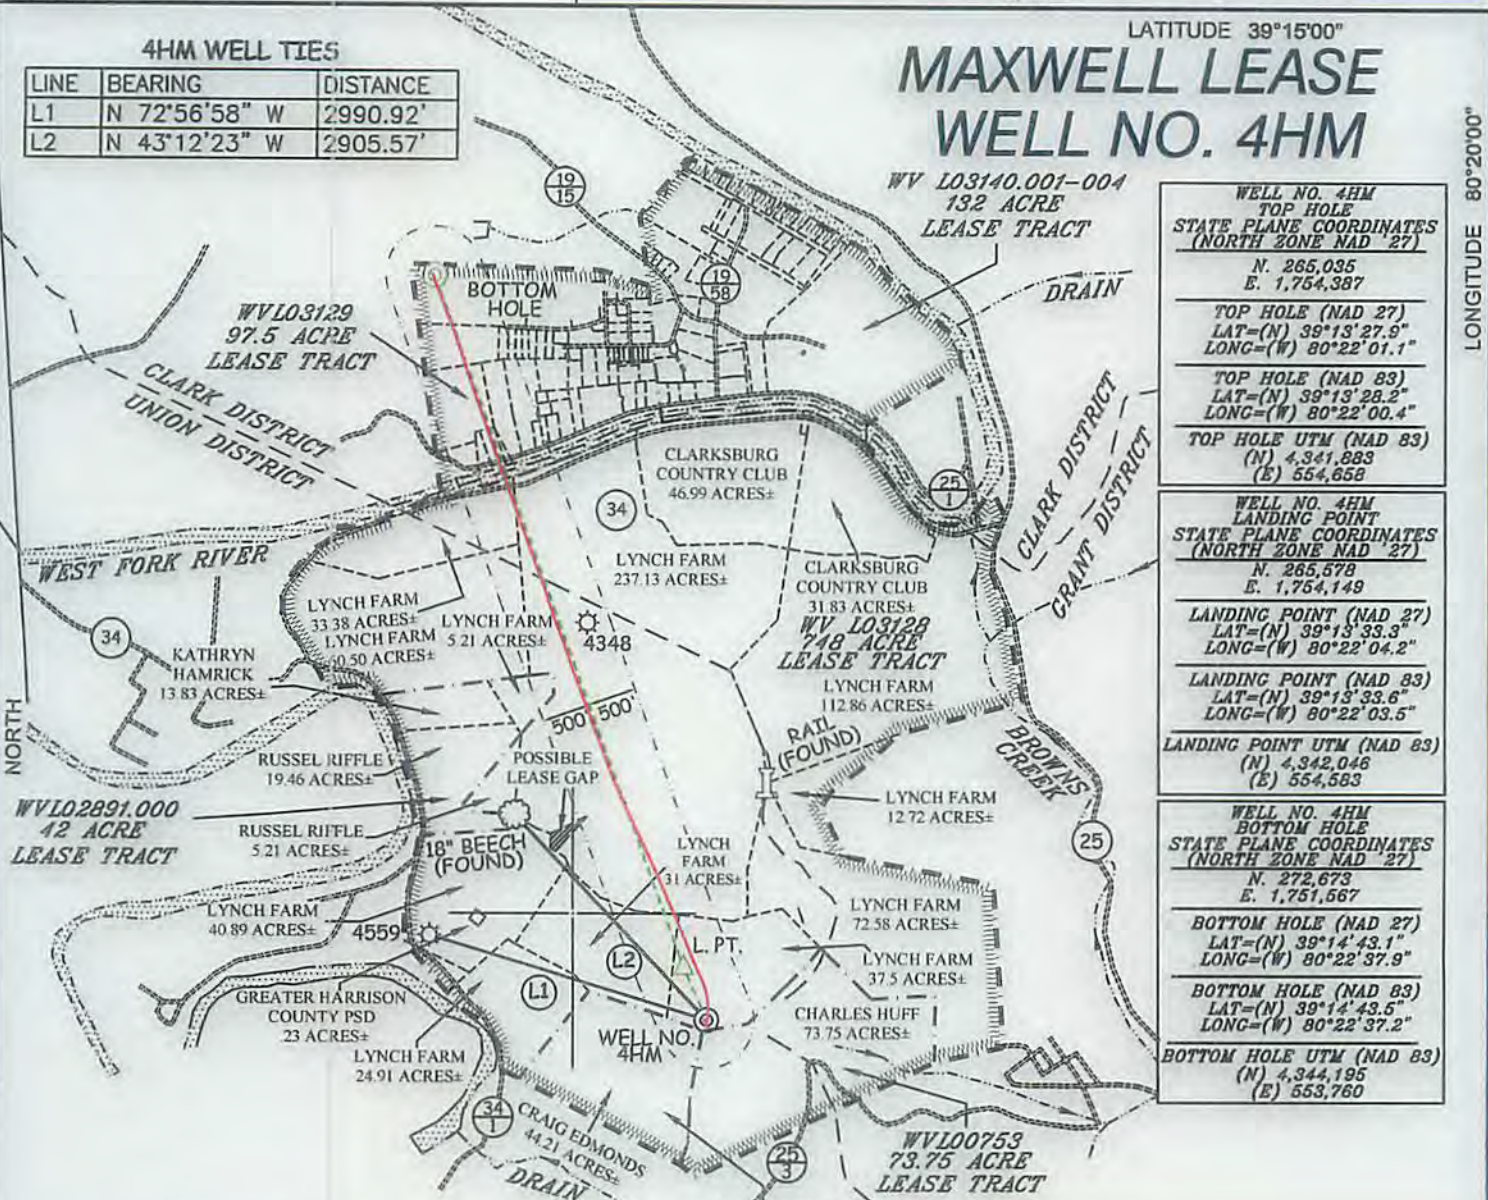 LATITUDE 39°15'00"
MAXWELL LEASE
WELL NO. 4HM
LONGITUDE 80°20'00"
4HM WELL TIES
LINE BEARING DISTANCE
L1 N 72°56'58" W 2990.92'
L2 N 43°12'23" W 2905.57'
WV L03140.001-004
132 ACRE
LEASE TRACT
19
15
19
58
DRAIN
BOTTOM
HOLE
WVL03129
97.5 ACRE
LEASE TRACT
CLARK DISTRICT
UNION DISTRICT
CLARKSBURG
COUNTRY CLUB
46.99 ACRES±
25
1
34
CLARK DISTRICT
GRANT DISTRICT
WEST FORK RIVER
LYNCH FARM
237.13 ACRES±
CLARKSBURG
COUNTRY CLUB
31.83 ACRES±
WV L03128
748 ACRE
LEASE TRACT
LYNCH FARM
112.86 ACRES±
LYNCH FARM
33.38 ACRES±
LYNCH FARM
60.50 ACRES±
LYNCH FARM
5.21 ACRES±
4348
34
KATHRYN
HAMRICK
13.83 ACRES±
NORTH
500' 500'
RAIL
(FOUND)
BROWNS
CREEK
RUSSEL RIFFLE
19.46 ACRES±
POSSIBLE
LEASE GAP
WVL02891.000
42 ACRE
LEASE TRACT
RUSSEL RIFFLE
5.21 ACRES±
18" BEECH
(FOUND)
LYNCH FARM
12.72 ACRES±
25
LYNCH
FARM
31 ACRES±
LYNCH FARM
40.89 ACRES±
4559
LYNCH FARM
72.58 ACRES±
L. PT.
L2
L1
LYNCH FARM
37.5 ACRES±
GREATER HARRISON
COUNTY PSD
.23 ACRES±
CHARLES HUFF
73.75 ACRES±
WELL NO.
4HM
LYNCH FARM
24.91 ACRES±
34
1
CRAIG EDMONDS
44.21 ACRES±
DRAIN
25
3
WVL00753
73.75 ACRE
LEASE TRACT
WELL NO. 4HM
TOP HOLE
STATE PLANE COORDINATES
(NORTH ZONE NAD '27)
N. 265,035
E. 1,754,387
TOP HOLE (NAD 27)
LAT=(N) 39°13'27.9"
LONG=(W) 80°22'01.1"
TOP HOLE (NAD 83)
LAT=(N) 39°13'28.2"
LONG=(W) 80°22'00.4"
TOP HOLE UTM (NAD 83)
(N) 4,341,883
(E) 554,658
WELL NO. 4HM
LANDING POINT
STATE PLANE COORDINATES
(NORTH ZONE NAD '27)
N. 265,578
E. 1,754,149
LANDING POINT (NAD 27)
LAT=(N) 39°13'33.3"
LONG=(W) 80°22'04.2"
LANDING POINT (NAD 83)
LAT=(N) 39°13'33.6"
LONG=(W) 80°22'03.5"
LANDING POINT UTM (NAD 83)
(N) 4,342,046
(E) 554,583
WELL NO. 4HM
BOTTOM HOLE
STATE PLANE COORDINATES
(NORTH ZONE NAD '27)
N. 272,673
E. 1,751,567
BOTTOM HOLE (NAD 27)
LAT=(N) 39°14'43.1"
LONG=(W) 80°22'37.9"
BOTTOM HOLE (NAD 83)
LAT=(N) 39°14'43.5"
LONG=(W) 80°22'37.2"
BOTTOM HOLE UTM (NAD 83)
(N) 4,344,195
(E) 553,760